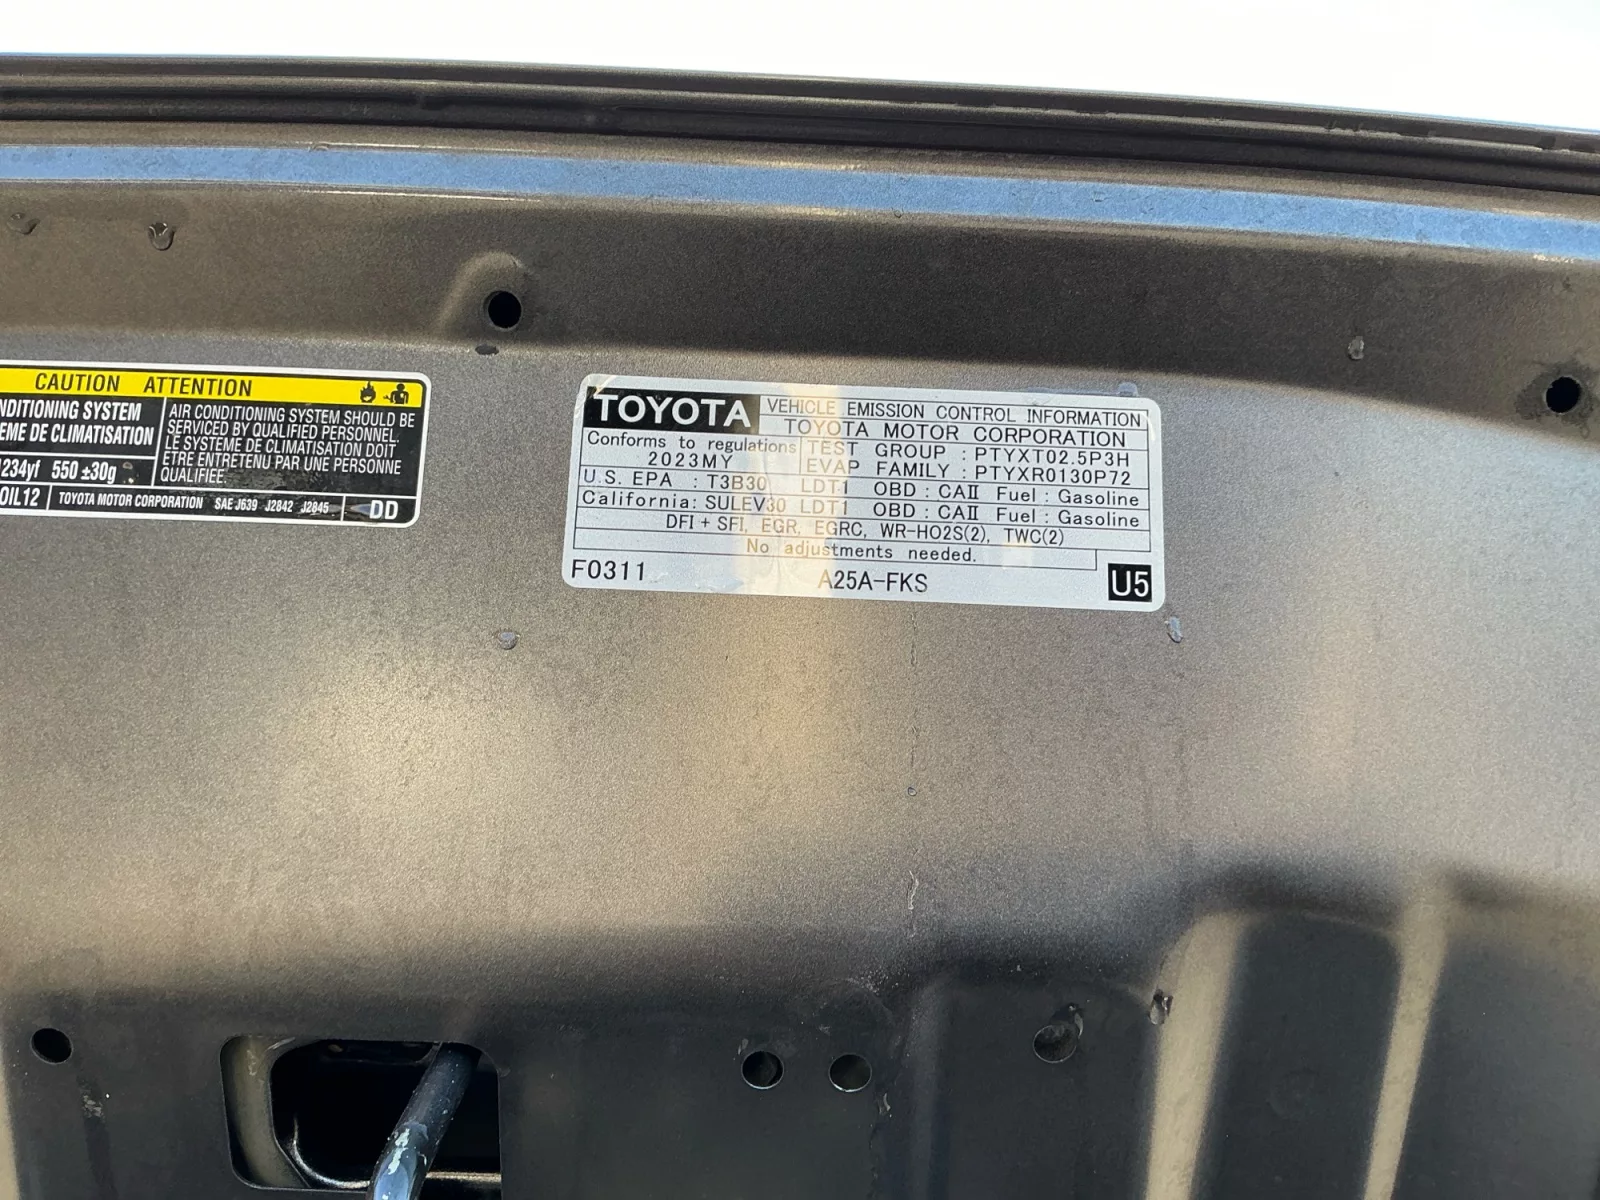 CAUTION ATTENTION
NDITIONING SYSTEM
EME DE CLIMATISATION
234yf 550 ±30g
OIL12
AIR CONDITIONING SYSTEM SHOULD BE
SERVICED BY QUALIFIED PERSONNEL.
LE SYSTEME DE CLIMATISATION DOIT
ETRE ENTRETENU PAR UNE PERSONNE
QUALIFIEE.
TOYOTA MOTOR CORPORATION SAE J639 J2842 J2845
DD
TOYOTA
VEHICLE EMISSION CONTROL INFORMATION
TOYOTA MOTOR CORPORATION
Conforms to regulations
2023MY
TEST GROUP : PTYXT02.5P3H
EVAP FAMILY : PTYXR0130P72
U.S. EPA : T3B30 LDT1 OBD : CAII Fuel : Gasoline
California: SULEV30 LDT1 OBD : CAII Fuel : Gasoline
DFI + SFI, EGR, EGRC, WR-HO2S(2), TWC(2)
No adjustments needed.
F0311 A25A-FKS U5